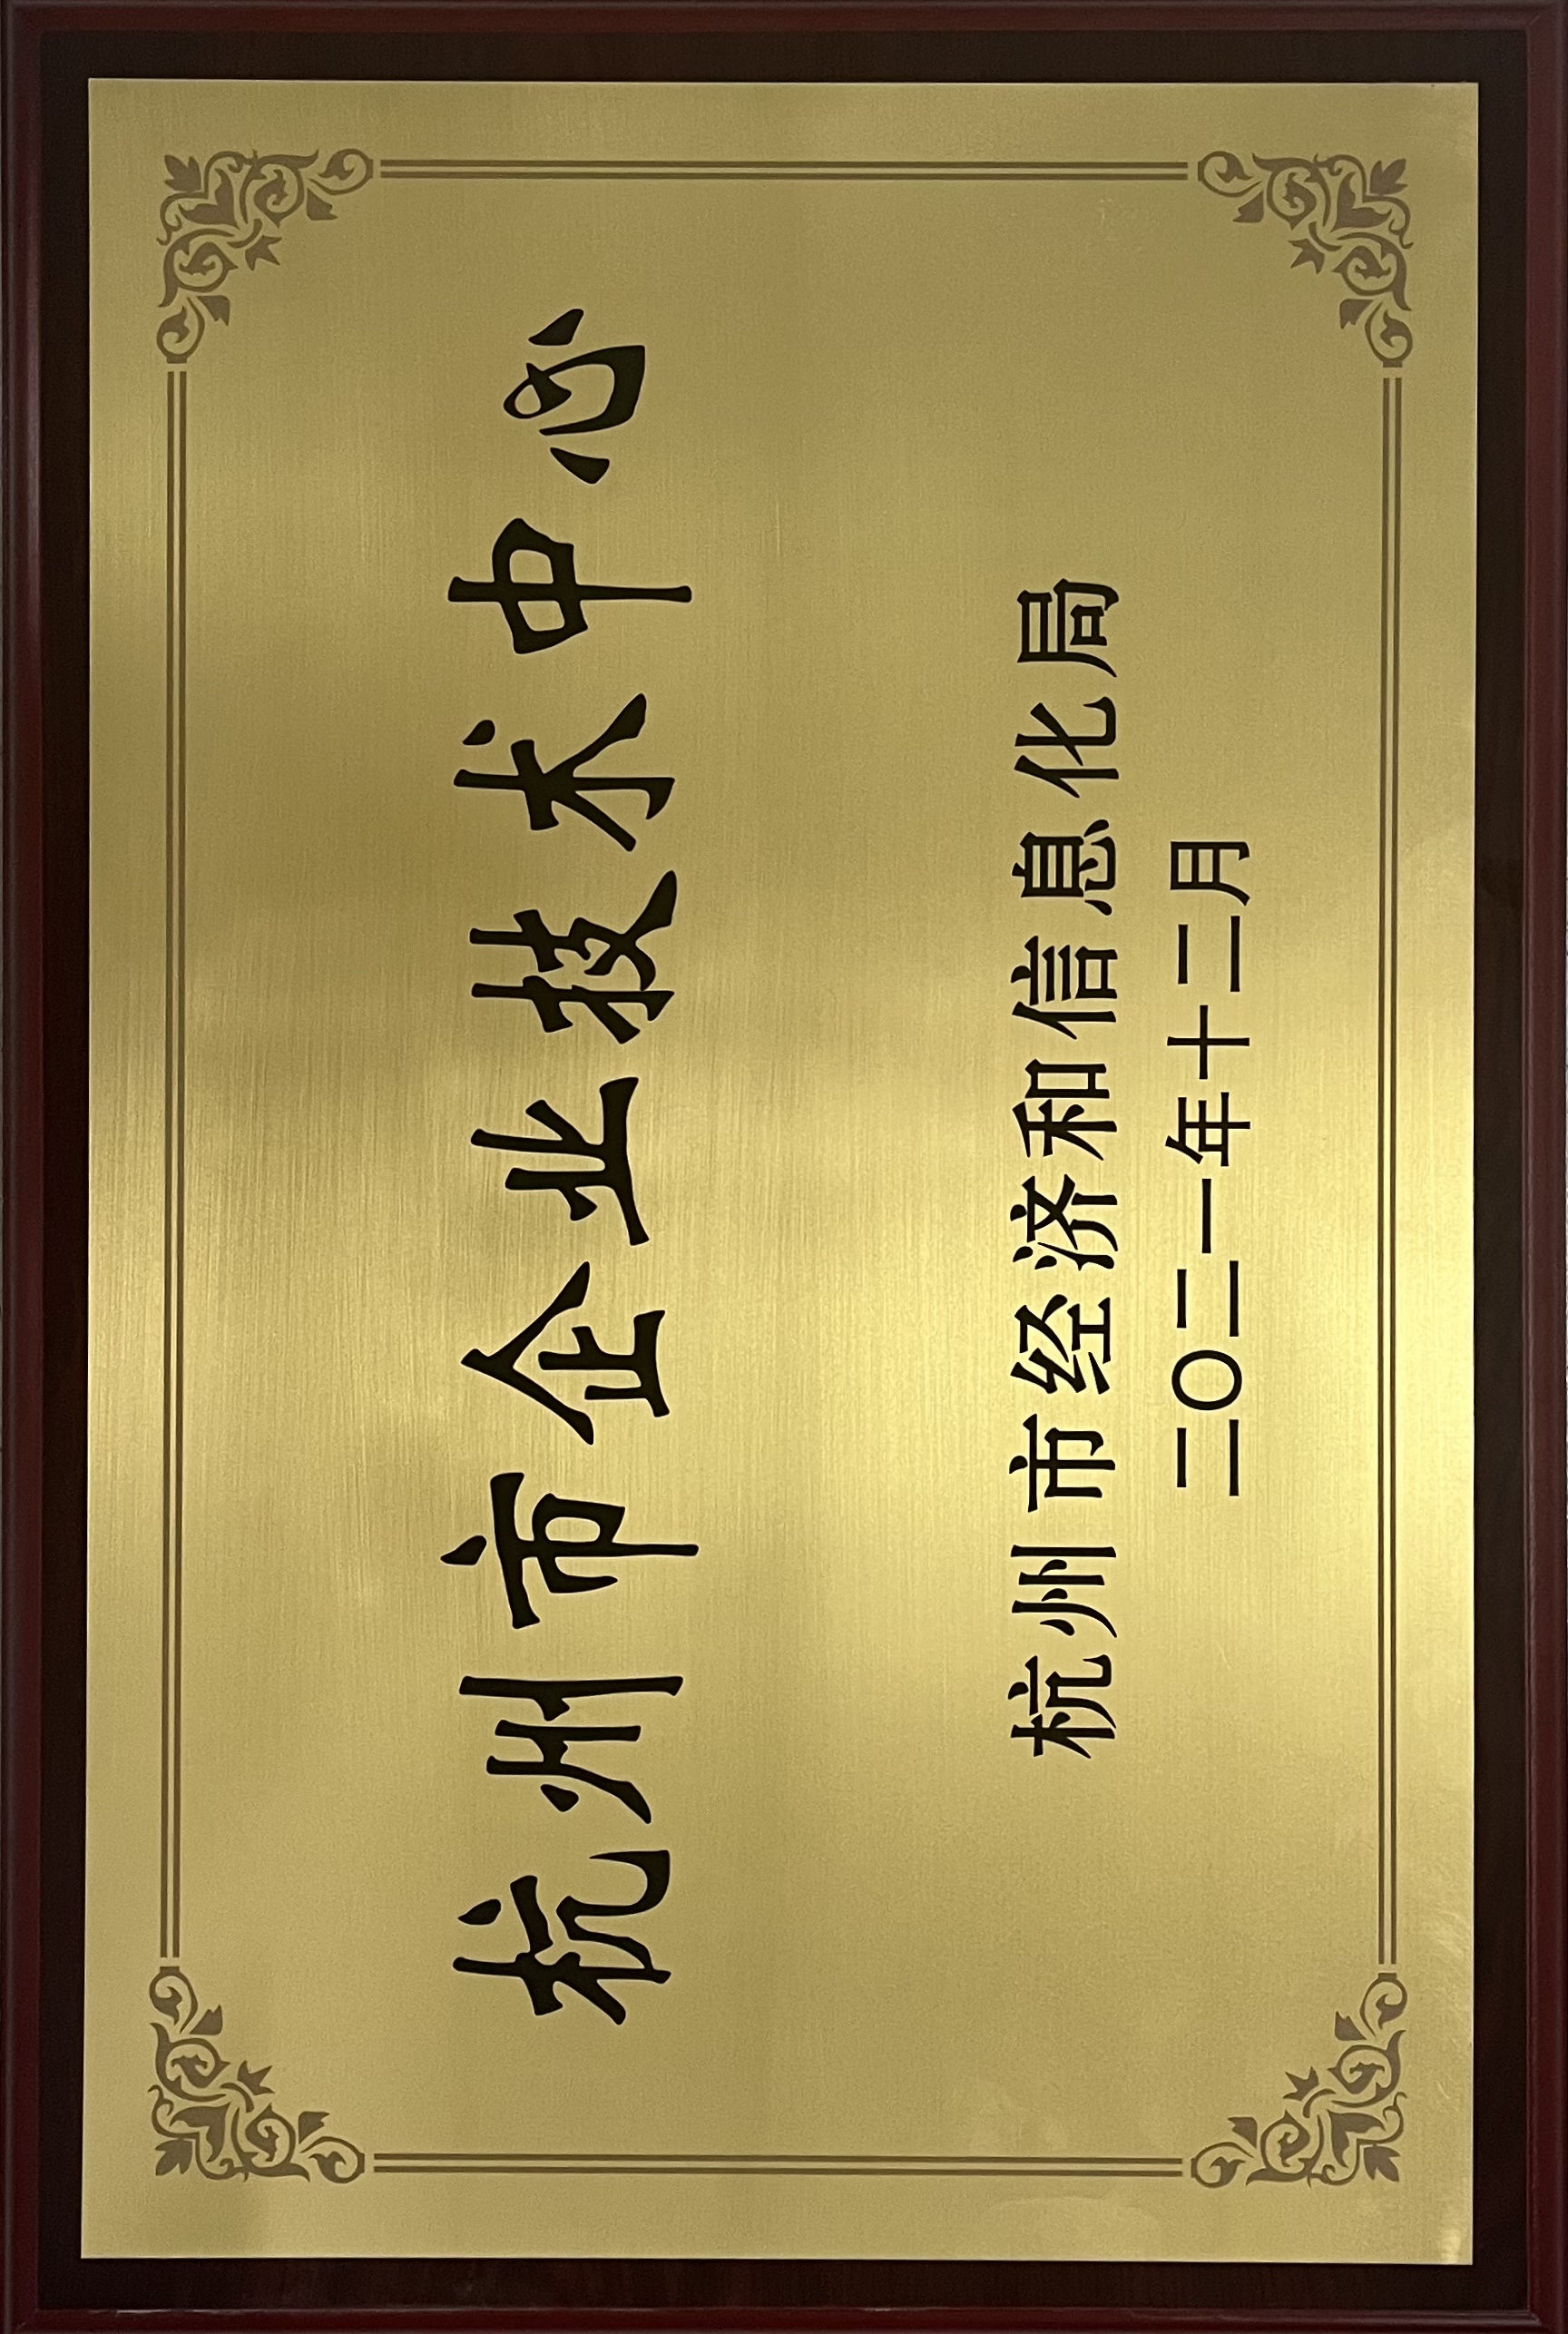 杭州市企业技术中心
杭州市经济和信息化局
二〇二一年十二月